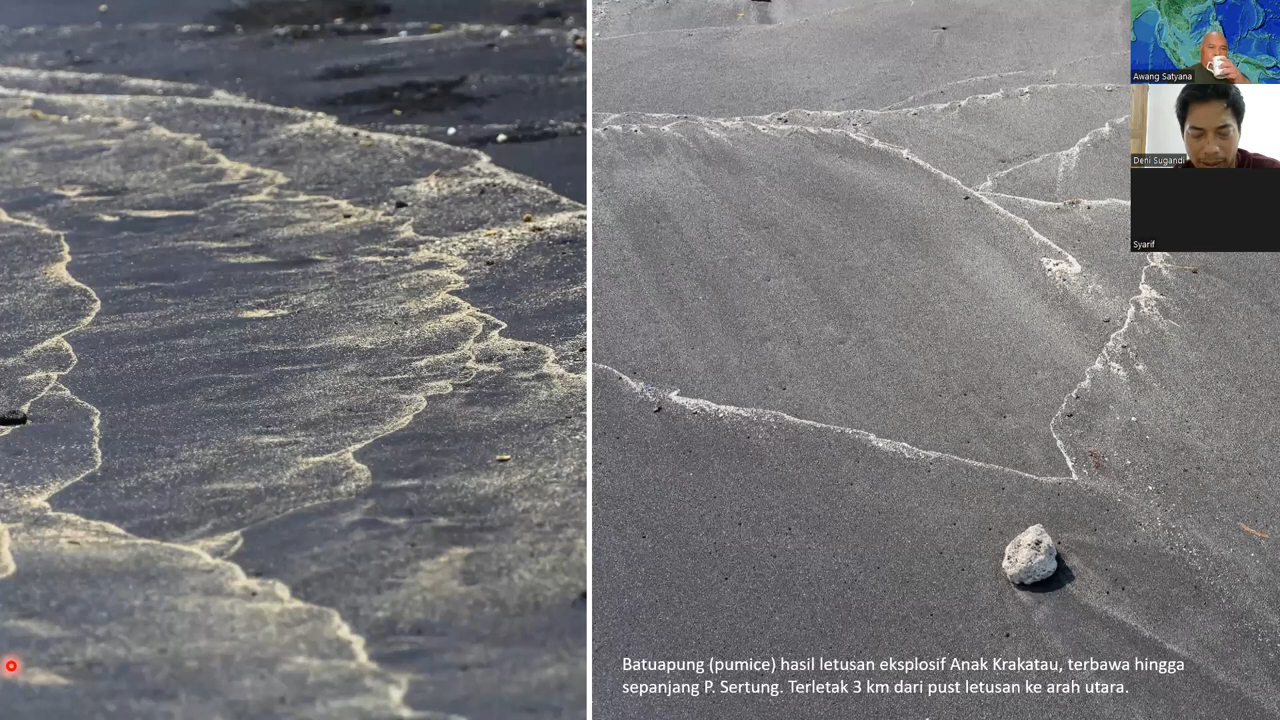 Awang Satyana
Deni Sugandi
Syarif
Batuapung (pumice) hasil letusan eksplosif Anak Krakatau, terbawa hingga
sepanjang P. Sertung. Terletak 3 km dari pust letusan ke arah utara.